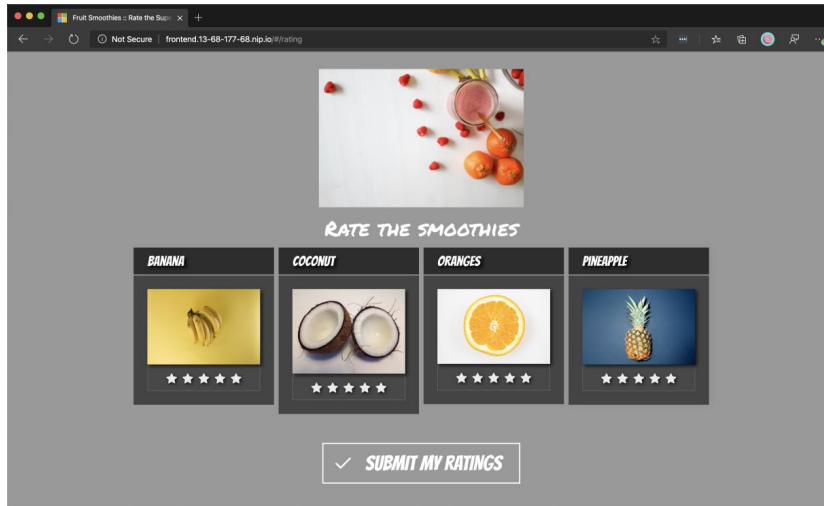 Fruit Smoothies :: Rate the Supe
Not Secure | frontend.13-68-177-68.nip.io/#/rating
RATE THE SMOOTHIES
BANANA
COCONUT
ORANGES
PINEAPPLE
SUBMIT MY RATINGS